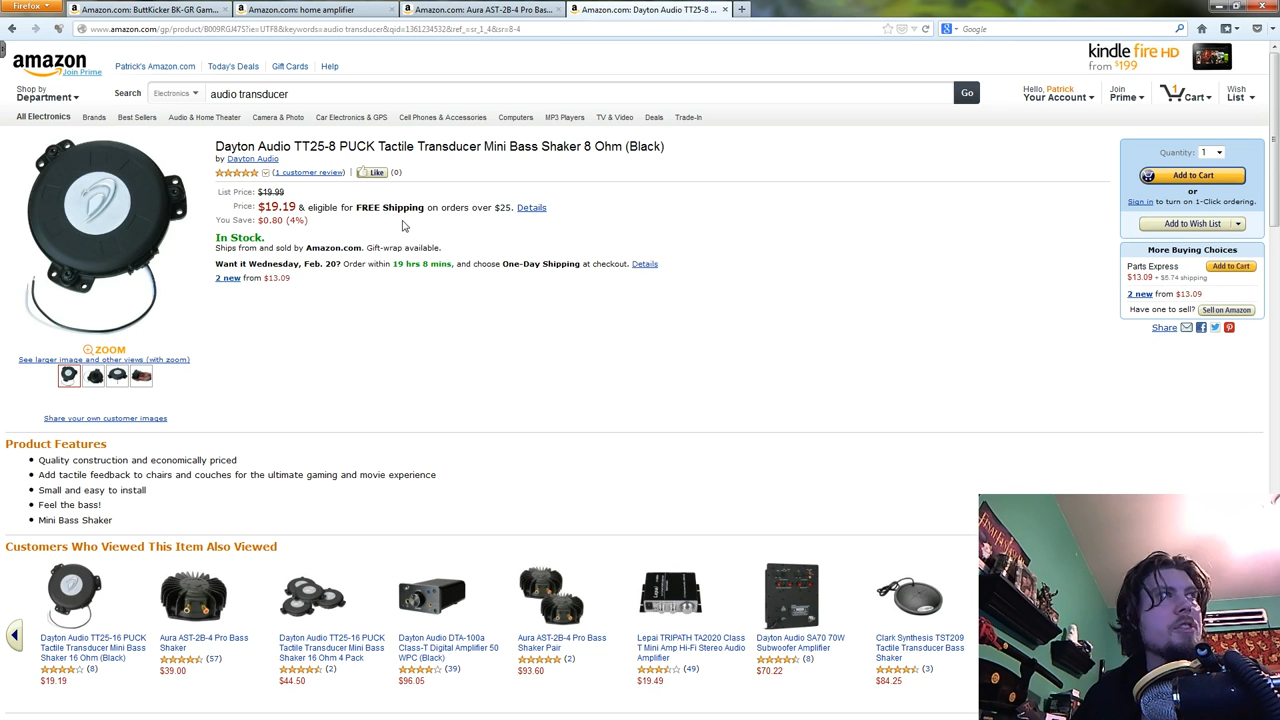 Firefox
Amazon.com: ButtKicker BK-GR Gam...
Amazon.com: home amplifier
Amazon.com: Aura AST-2B-4 Pro Bas...
Amazon.com: Dayton Audio TT25-8 ...
www.amazon.com/gp/product/B009RGJ47S?ie=UTF8&keywords=audio transducer&qid=1361234532&ref_=sr_1_4&sr=8-4
Google
amazon
Join Prime
Patrick's Amazon.com
Today's Deals
Gift Cards
Help
kindle fire HD
from $199
Shop by
Department
Search
Electronics
audio transducer
Go
Hello, Patrick
Your Account
Join
Prime
1
Cart
Wish
List
All Electronics
Brands
Best Sellers
Audio & Home Theater
Camera & Photo
Car Electronics & GPS
Cell Phones & Accessories
Computers
MP3 Players
TV & Video
Deals
Trade-In
Dayton Audio TT25-8 PUCK Tactile Transducer Mini Bass Shaker 8 Ohm (Black)
by Dayton Audio
(1 customer review) | Like (0)
List Price: $19.99
Price: $19.19 & eligible for FREE Shipping on orders over $25. Details
You Save: $0.80 (4%)
In Stock.
Ships from and sold by Amazon.com. Gift-wrap available.
Want it Wednesday, Feb. 20? Order within 19 hrs 8 mins, and choose One-Day Shipping at checkout. Details
2 new from $13.09
Quantity: 1
Add to Cart
or
Sign in to turn on 1-Click ordering.
Add to Wish List
More Buying Choices
Parts Express
Add to Cart
$13.09 + $5.74 shipping
2 new from $13.09
Have one to sell? Sell on Amazon
Share
ZOOM
See larger image and other views (with zoom)
Share your own customer images
Product Features
Quality construction and economically priced
Add tactile feedback to chairs and couches for the ultimate gaming and movie experience
Small and easy to install
Feel the bass!
Mini Bass Shaker
Customers Who Viewed This Item Also Viewed
Dayton Audio TT25-16 PUCK
Tactile Transducer Mini Bass
Shaker 16 Ohm (Black)
(8)
$19.19
Aura AST-2B-4 Pro Bass
Shaker
(57)
$39.00
Dayton Audio TT25-16 PUCK
Tactile Transducer Mini Bass
Shaker 16 Ohm 4 Pack
(2)
$44.50
Dayton Audio DTA-100a
Class-T Digital Amplifier 50
WPC (Black)
(39)
$96.05
Aura AST-2B-4 Pro Bass
Shaker Pair
(2)
$93.60
Lepai TRIPATH TA2020 Class
T Mini Amp Hi-Fi Stereo Audio
Amplifier
(49)
$19.49
Dayton Audio SA70 70W
Subwoofer Amplifier
(8)
$70.22
Clark Synthesis TST209
Tactile Transducer Bass
Shaker
(3)
$84.25